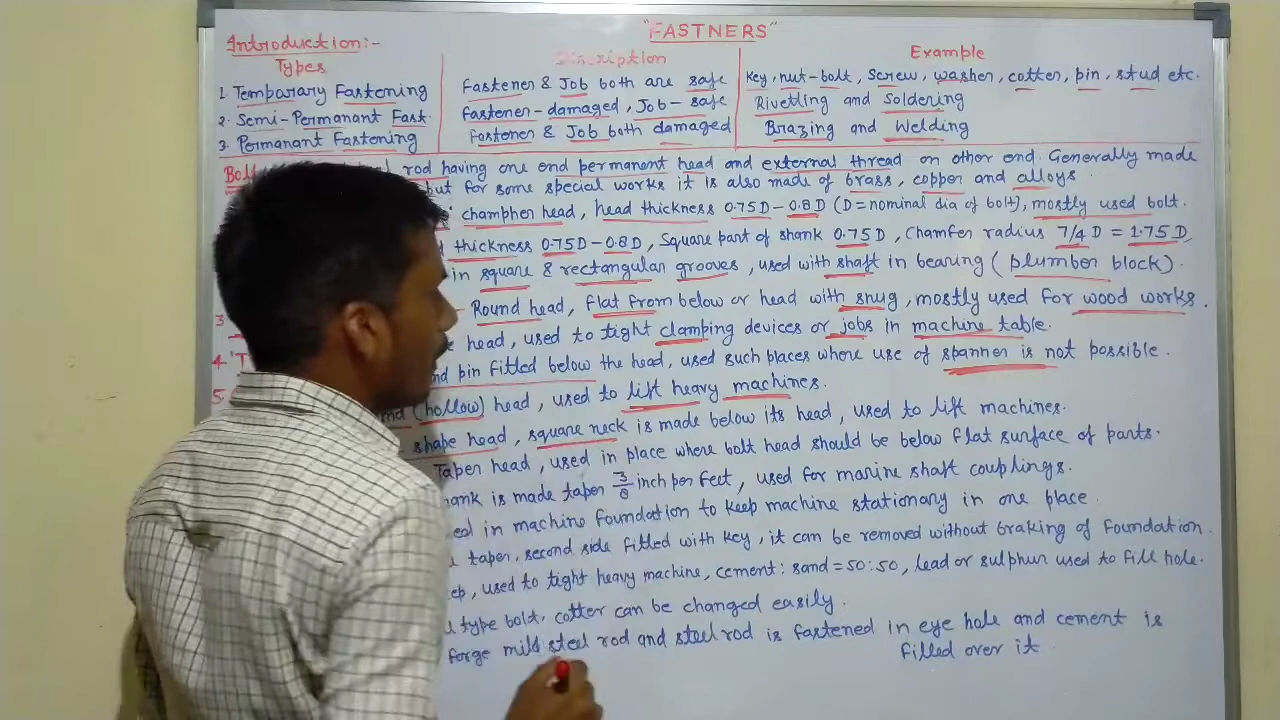 "FASTNERS"
Introduction:-
Types Discription Example
1. Temparary Fastening Fastener & Job both are safe Key, nut-bolt, Screw, washer, cotter, pin, stud etc.
2. Semi-Permanant Fast. Fastener-damaged, Job-safe Rivetting and Soldering
3. Permanant Fastening Fastener & Job both damaged Brazing and Welding
Bolt rod having one end permanent head and external thread on other end. Generally made
but for some special works it is also made of brass, copper and alloys
champher head, head thickness 0.75D-0.8D (D=nominal dia of bolt), mostly used bolt.
thickness 0.75D-0.8D, Square part of shank 0.75D, Chamfer radius 7/4 D = 1.75D,
in square & rectangular grooves, used with shaft in bearing (plumber block).
3 Round head, flat from below or head with snug, mostly used for wood works.
head, used to tight clamping devices or jobs in machine table.
4. pin fitted below the head, used such places where use of spanner is not possible.
5. (hollow) head, used to lift heavy machines.
shape head, square neck is made below its head, used to lift machines.
Taper head, used in place where bolt head should be below flat surface of parts.
is made taper 3/8 inch per feet, used for marine shaft couplings.
in machine foundation to keep machine stationary in one place.
taper, second side fitted with key, it can be removed without braking of foundation.
used to tight heavy machine, cement: sand = 50:50, lead or sulphur used to fill hole.
type bolt, cotter can be changed easily.
forge mild steel rod and steel rod is fastened in eye hole and cement is
filled over it